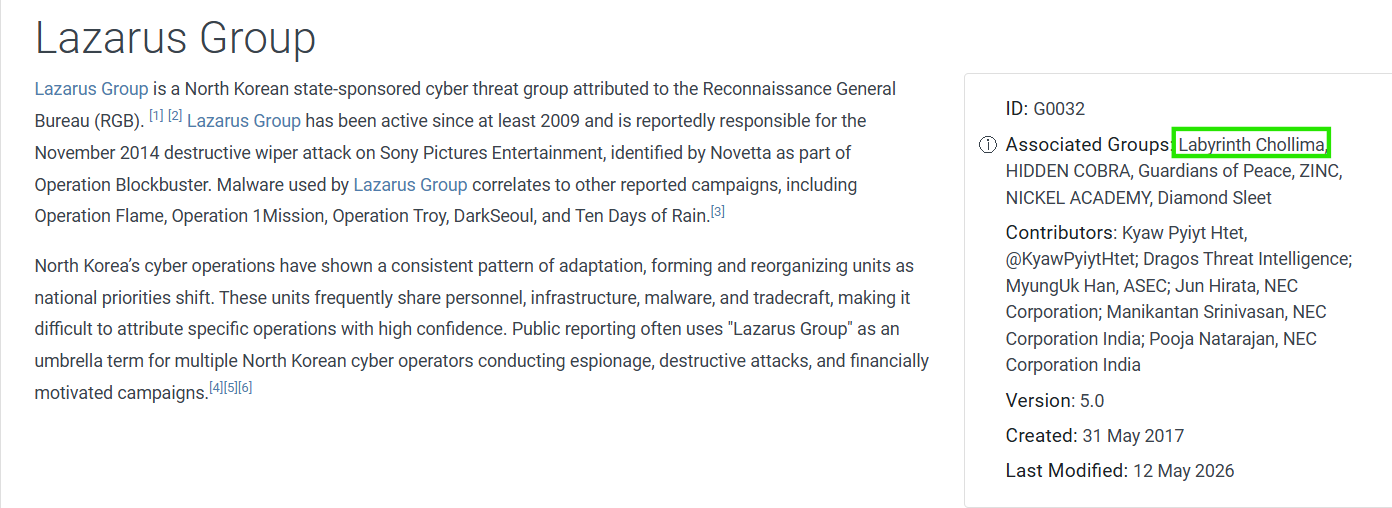 Lazarus Group
Lazarus Group is a North Korean state-sponsored cyber threat group attributed to the Reconnaissance General
Bureau (RGB). [1] [2] Lazarus Group has been active since at least 2009 and is reportedly responsible for the
November 2014 destructive wiper attack on Sony Pictures Entertainment, identified by Novetta as part of
Operation Blockbuster. Malware used by Lazarus Group correlates to other reported campaigns, including
Operation Flame, Operation 1Mission, Operation Troy, DarkSeoul, and Ten Days of Rain.[3]
North Korea’s cyber operations have shown a consistent pattern of adaptation, forming and reorganizing units as
national priorities shift. These units frequently share personnel, infrastructure, malware, and tradecraft, making it
difficult to attribute specific operations with high confidence. Public reporting often uses "Lazarus Group" as an
umbrella term for multiple North Korean cyber operators conducting espionage, destructive attacks, and financially
motivated campaigns.[4][5][6]
ID: G0032
Associated Groups: Labyrinth Chollima,
HIDDEN COBRA, Guardians of Peace, ZINC,
NICKEL ACADEMY, Diamond Sleet
Contributors: Kyaw Pyiyt Htet,
@KyawPyiytHtet; Dragos Threat Intelligence;
MyungUk Han, ASEC; Jun Hirata, NEC
Corporation; Manikantan Srinivasan, NEC
Corporation India; Pooja Natarajan, NEC
Corporation India
Version: 5.0
Created: 31 May 2017
Last Modified: 12 May 2026